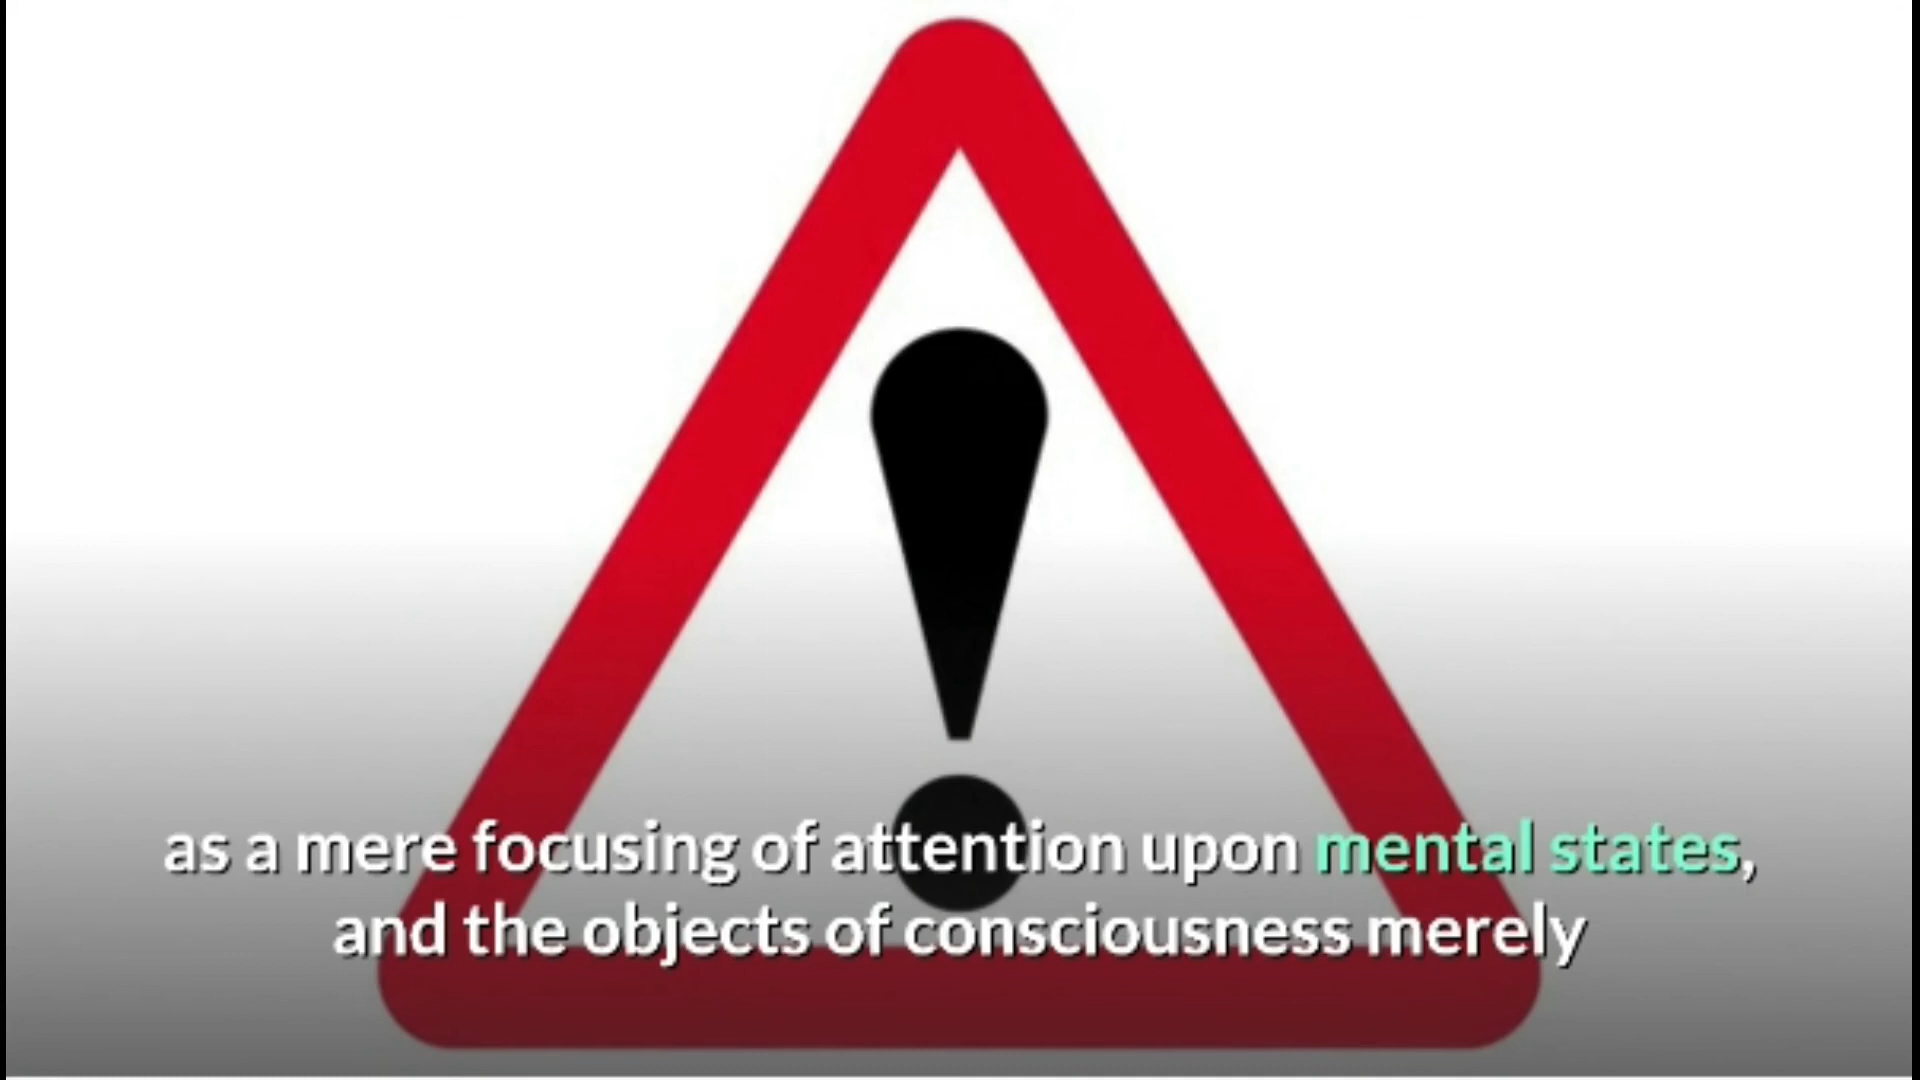 as a mere focusing of attention upon mental states,
and the objects of consciousness merely